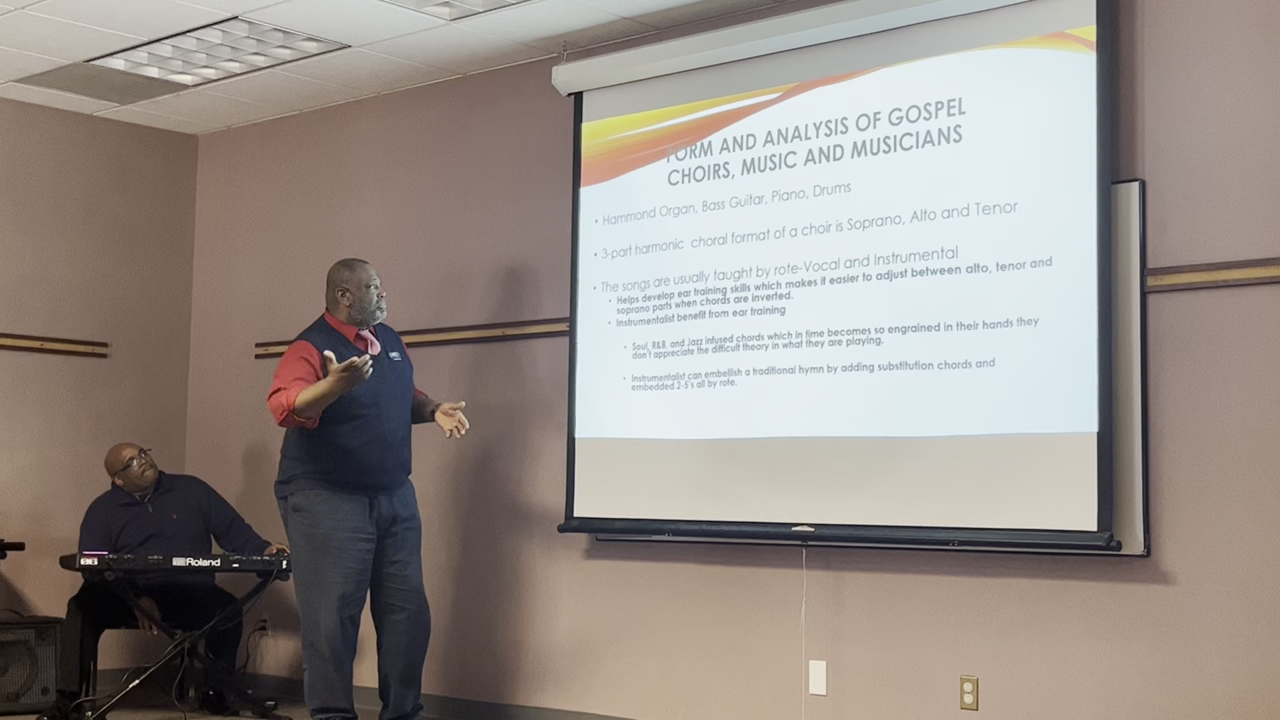 FORM AND ANALYSIS OF GOSPEL
CHOIRS, MUSIC AND MUSICIANS
• Hammond Organ, Bass Guitar, Piano, Drums
• 3-part harmonic choral format of a choir is Soprano, Alto and Tenor
• The songs are usually taught by rote-Vocal and Instrumental
• Helps develop ear training skills which makes it easier to adjust between alto, tenor and
soprano parts when chords are inverted.
• Instrumentalist benefit from ear training
• Soul, R&B, and Jazz infused chords which in time becomes so engrained in their hands they
don't appreciate the difficult theory in what they are playing.
• Instrumentalist can embellish a traditional hymn by adding substitution chords and
embedded 2-5's all by rote.
88
Roland